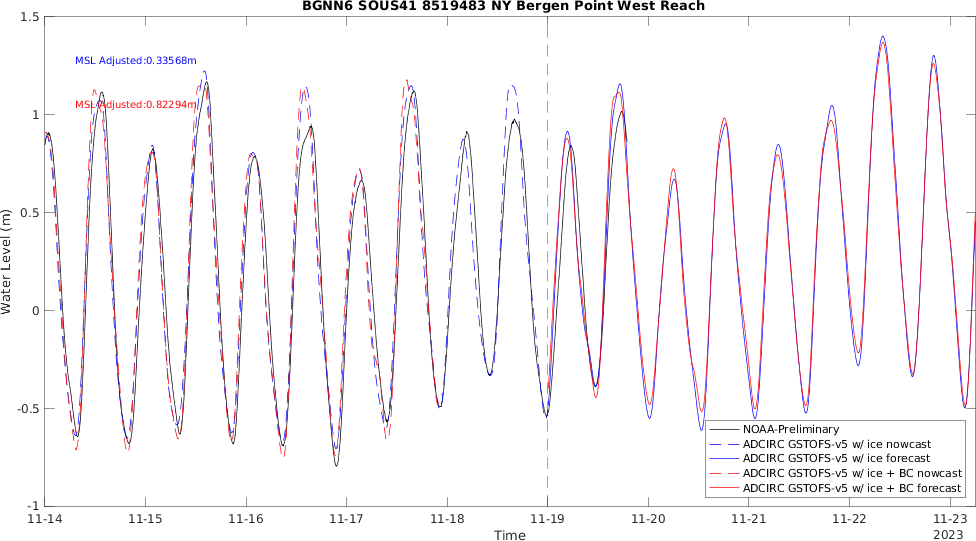 BGNN6 SOUS41 8519483 NY Bergen Point West Reach
1.5
MSL Adjusted:0.33568m
MSL Adjusted:0.82294m
1
0.5
0
-0.5
-1
Water Level (m)
NOAA-Preliminary
ADCIRC GSTOFS-v5 w/ ice nowcast
ADCIRC GSTOFS-v5 w/ ice forecast
ADCIRC GSTOFS-v5 w/ ice + BC nowcast
ADCIRC GSTOFS-v5 w/ ice + BC forecast
11-14 11-15 11-16 11-17 11-18 11-19 11-20 11-21 11-22 11-23
Time
2023